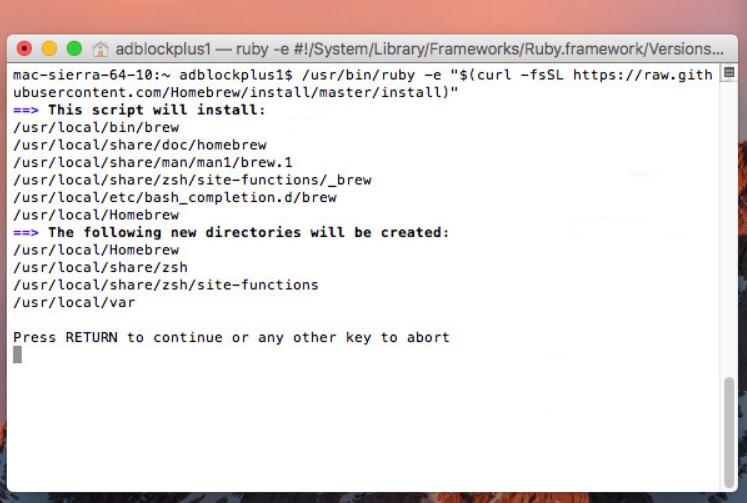 adblockplus1 — ruby -e #!/System/Library/Frameworks/Ruby.framework/Versions...
mac-sierra-64-10:~ adblockplus1$ /usr/bin/ruby -e "$(curl -fsSL https://raw.gith
ubusercontent.com/Homebrew/install/master/install)"
==> This script will install:
/usr/local/bin/brew
/usr/local/share/doc/homebrew
/usr/local/share/man/man1/brew.1
/usr/local/share/zsh/site-functions/_brew
/usr/local/etc/bash_completion.d/brew
/usr/local/Homebrew
==> The following new directories will be created:
/usr/local/Homebrew
/usr/local/share/zsh
/usr/local/share/zsh/site-functions
/usr/local/var
Press RETURN to continue or any other key to abort